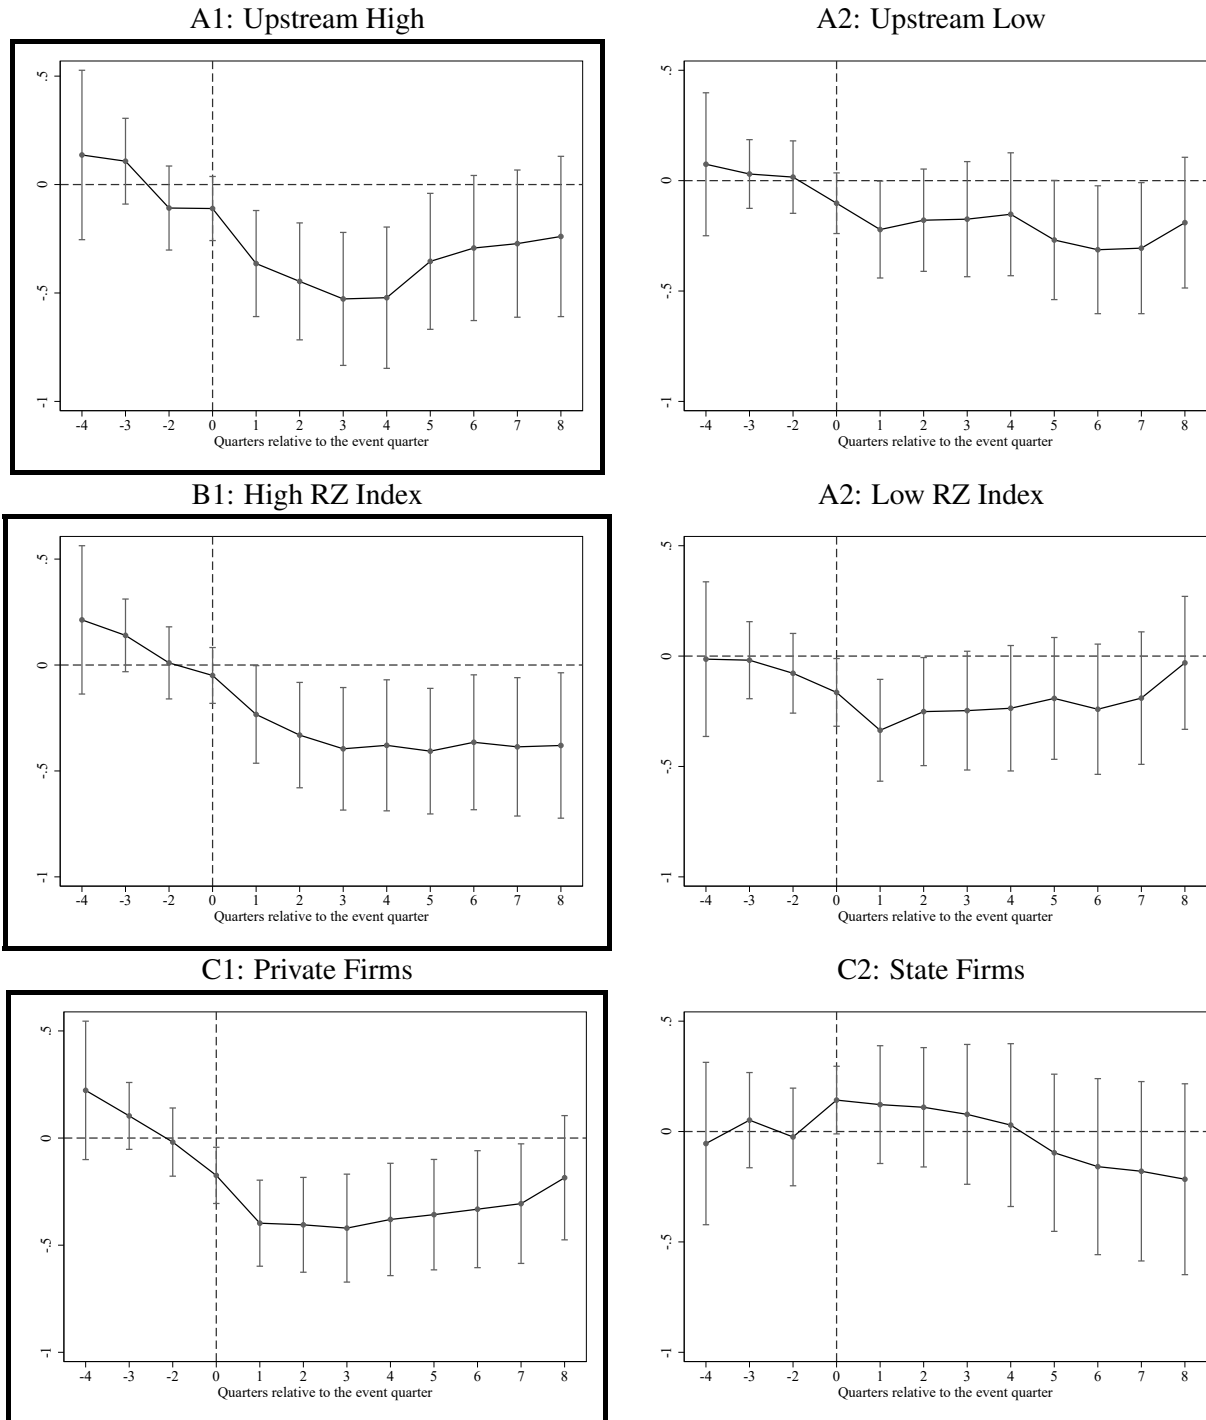 A1: Upstream High
A2: Upstream Low
.5
0
-.5
-1
-4 -3 -2 0 1 2 3 4 5 6 7 8
Quarters relative to the event quarter
.5
0
-.5
-1
-4 -3 -2 0 1 2 3 4 5 6 7 8
Quarters relative to the event quarter
B1: High RZ Index
A2: Low RZ Index
.5
0
-.5
-1
-4 -3 -2 0 1 2 3 4 5 6 7 8
Quarters relative to the event quarter
.5
0
-.5
-1
-4 -3 -2 0 1 2 3 4 5 6 7 8
Quarters relative to the event quarter
C1: Private Firms
C2: State Firms
.5
0
-.5
-1
-4 -3 -2 0 1 2 3 4 5 6 7 8
Quarters relative to the event quarter
.5
0
-.5
-1
-4 -3 -2 0 1 2 3 4 5 6 7 8
Quarters relative to the event quarter